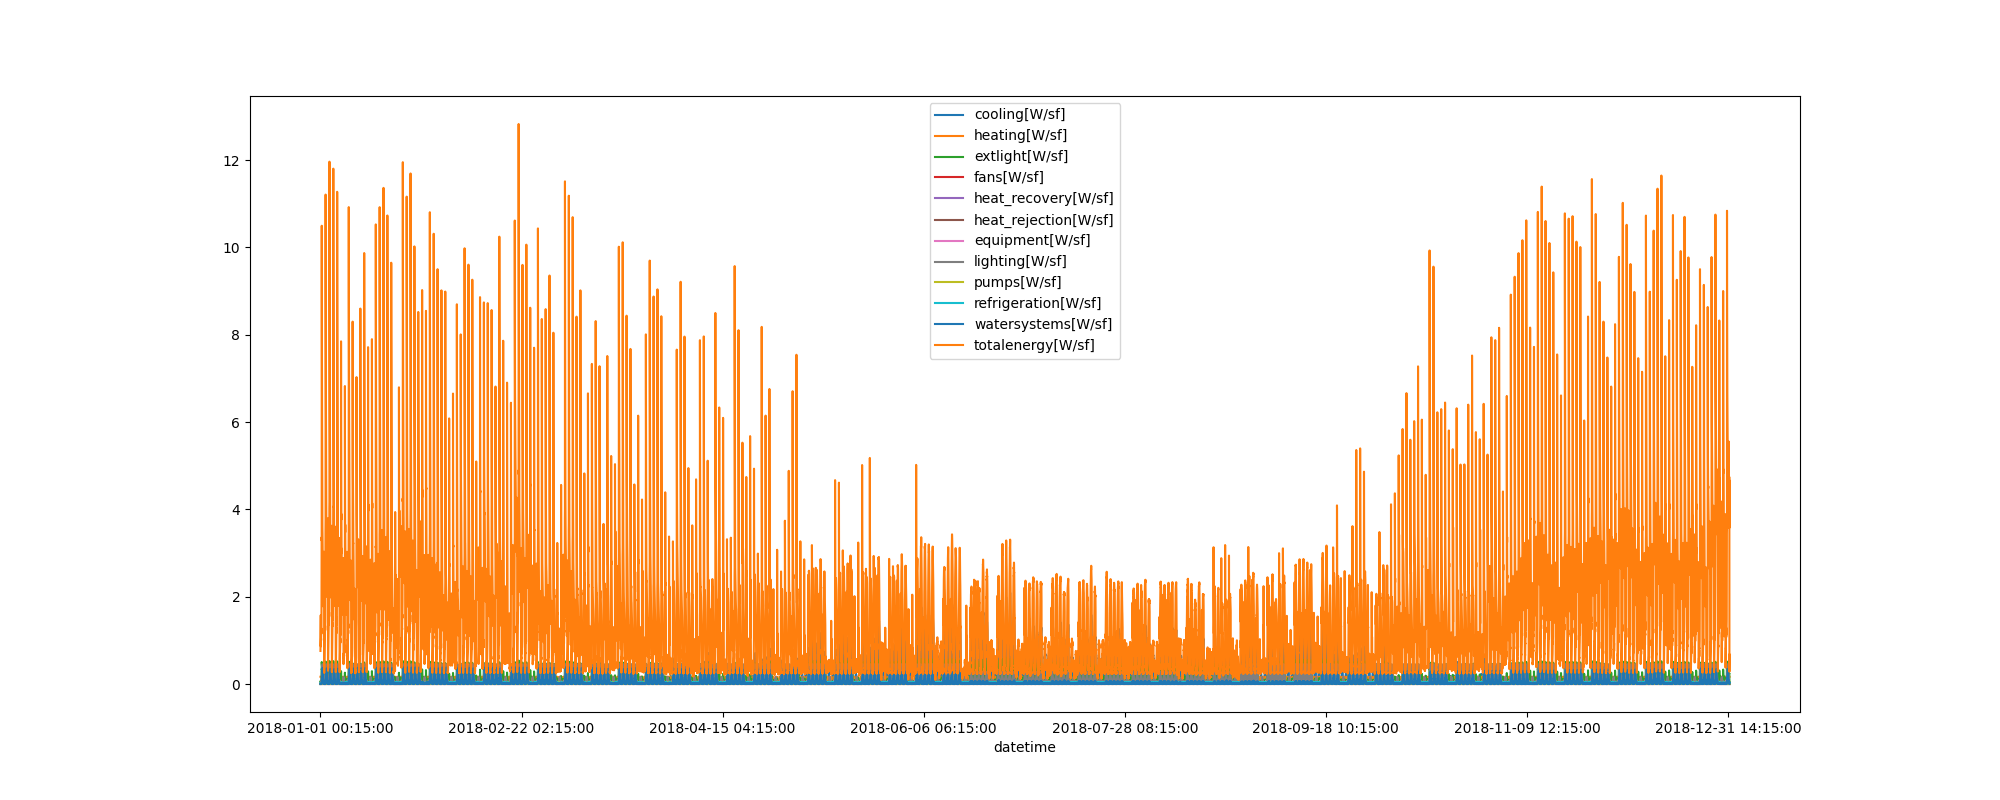 cooling[W/sf]
heating[W/sf]
extlight[W/sf]
fans[W/sf]
heat_recovery[W/sf]
heat_rejection[W/sf]
equipment[W/sf]
lighting[W/sf]
pumps[W/sf]
refrigeration[W/sf]
watersystems[W/sf]
totalenergy[W/sf]
12
10
8
6
4
2
0
2018-01-01 00:15:00 2018-02-22 02:15:00 2018-04-15 04:15:00 2018-06-06 06:15:00 2018-07-28 08:15:00 2018-09-18 10:15:00 2018-11-09 12:15:00 2018-12-31 14:15:00
datetime